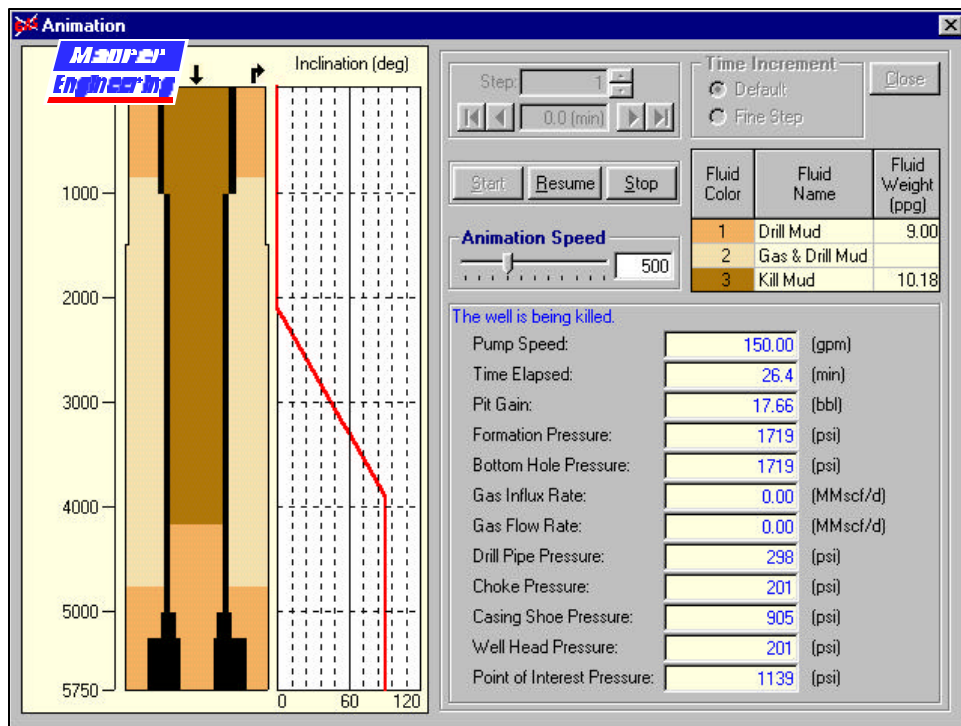 Animation
Maurer
Engineering
Inclination (deg)
1000
2000
3000
4000
5000
5750
0 60 120
Step: 1
0.0 (min)
Time Increment
Default
Fine Step
Close
Start Resume Stop
Animation Speed
500
Fluid Color Fluid Name Fluid Weight (ppg)
1 Drill Mud 9.00
2 Gas & Drill Mud
3 Kill Mud 10.18
The well is being killed.
Pump Speed: 150.00 (gpm)
Time Elapsed: 26.4 (min)
Pit Gain: 17.66 (bbl)
Formation Pressure: 1719 (psi)
Bottom Hole Pressure: 1719 (psi)
Gas Influx Rate: 0.00 (MMscf/d)
Gas Flow Rate: 0.00 (MMscf/d)
Drill Pipe Pressure: 298 (psi)
Choke Pressure: 201 (psi)
Casing Shoe Pressure: 905 (psi)
Well Head Pressure: 201 (psi)
Point of Interest Pressure: 1139 (psi)